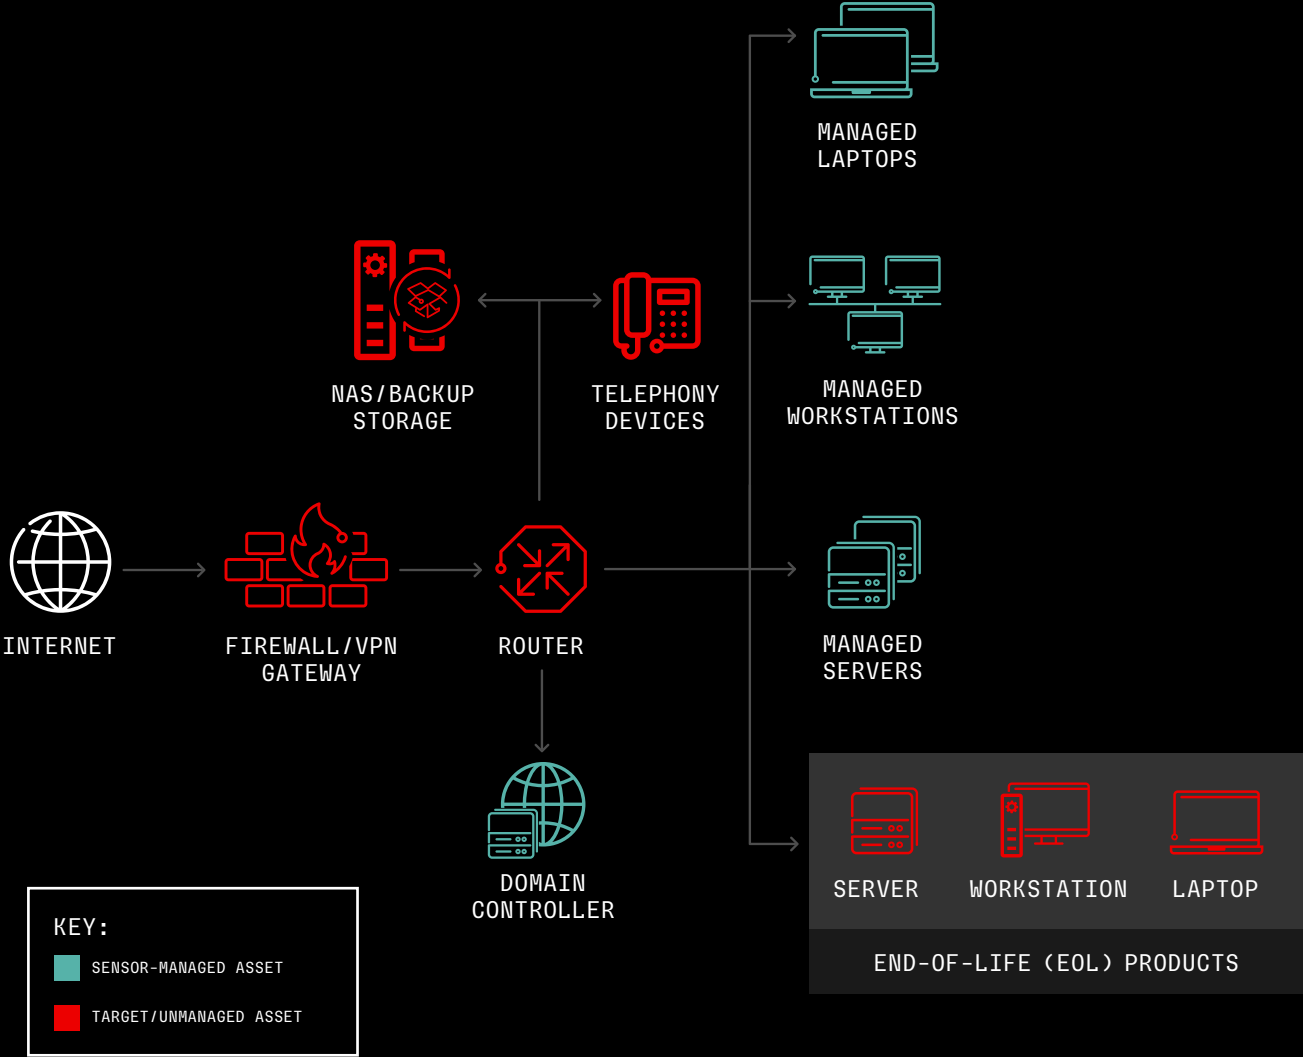 MANAGED
LAPTOPS
NAS/BACKUP
STORAGE
TELEPHONY
DEVICES
MANAGED
WORKSTATIONS
INTERNET
FIREWALL/VPN
GATEWAY
ROUTER
MANAGED
SERVERS
DOMAIN
CONTROLLER
SERVER
WORKSTATION
LAPTOP
END-OF-LIFE (EOL) PRODUCTS
KEY:
SENSOR-MANAGED ASSET
TARGET/UNMANAGED ASSET